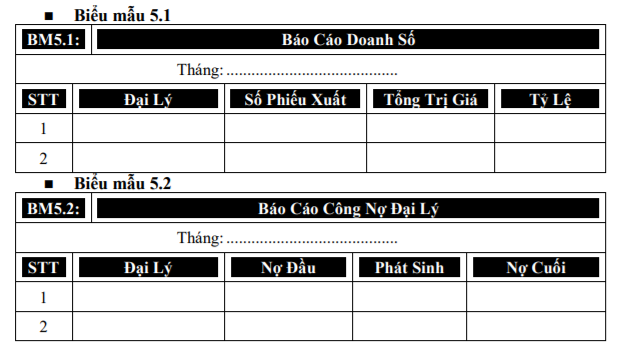 ▪ Biểu mẫu 5.1
BM5.1: Báo Cáo Doanh Số
Tháng: .........................................
STT Đại Lý Số Phiếu Xuất Tổng Trị Giá Tỷ Lệ
1
2
▪ Biểu mẫu 5.2
BM5.2: Báo Cáo Công Nợ Đại Lý
Tháng: .........................................
STT Đại Lý Nợ Đầu Phát Sinh Nợ Cuối
1
2